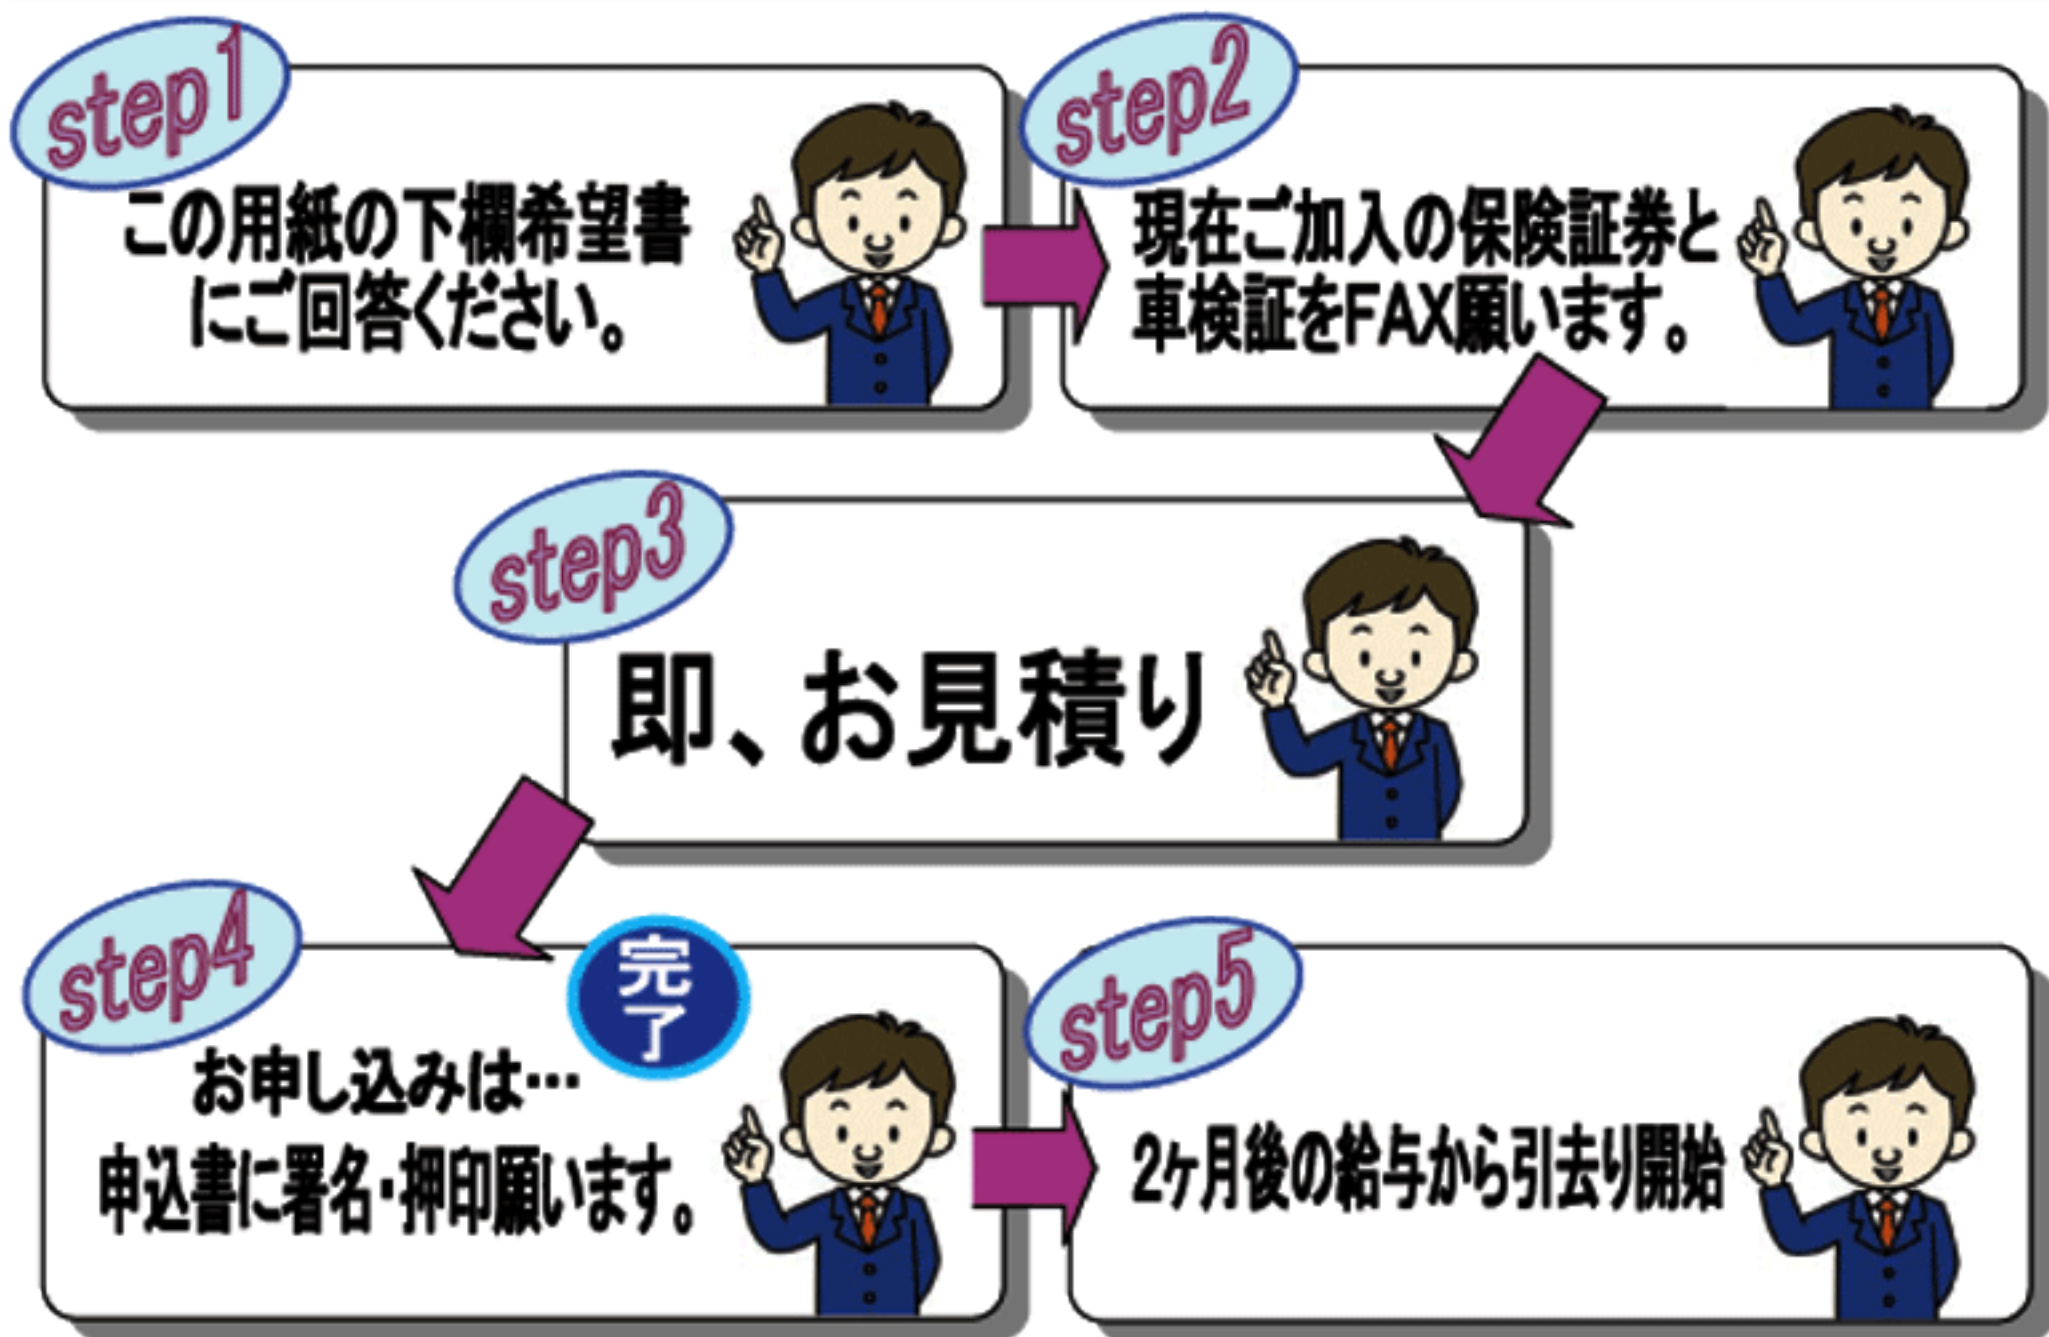 step1
この用紙の下欄希望書
にご回答ください。
step2
現在ご加入の保険証券と
車検証をFAX願います。
step3
即、お見積り
step4
完了
お申し込みは…
申込書に署名・押印願います。
step5
2ヶ月後の給与から引去り開始